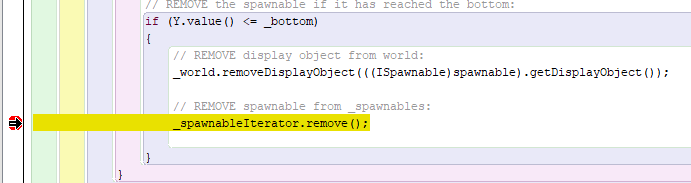 // REMOVE the spawnable if it has reached the bottom:
if (Y.value() <= _bottom)
{
// REMOVE display object from world:
_world.removeDisplayObject(((ISpawnable)spawnable).getDisplayObject());
// REMOVE spawnable from _spawnables:
_spawnableIterator.remove();
}
}